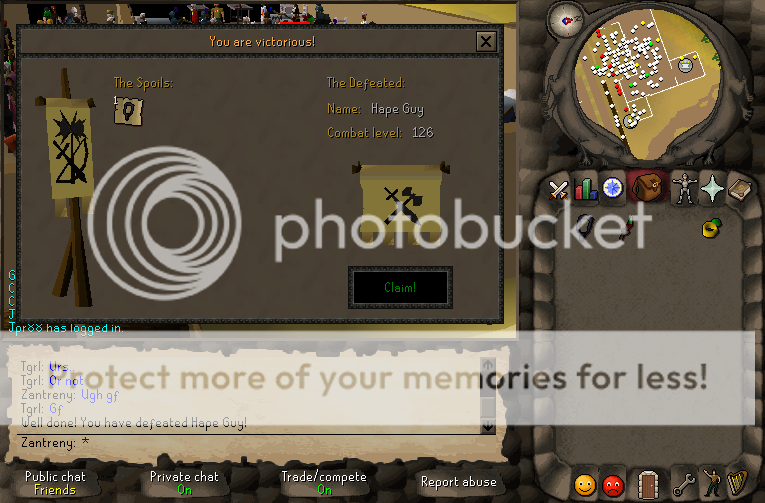 You are victorious!
The Spoils:
1
The Defeated:
Name: Hape Guy
Combat level: 126
photobucket
Claim!
G
C
C
J
Jpr88 has logged in.
Protect more of your memories for less!
Tgrl: Urs
Tgrl: Or not
Zantreny: Ugh gf
Tgrl: Gf
Well done! You have defeated Hape Guy!
Zantreny: *
Public chat
Friends
Private chat
On
Trade/compete
On
Report abuse